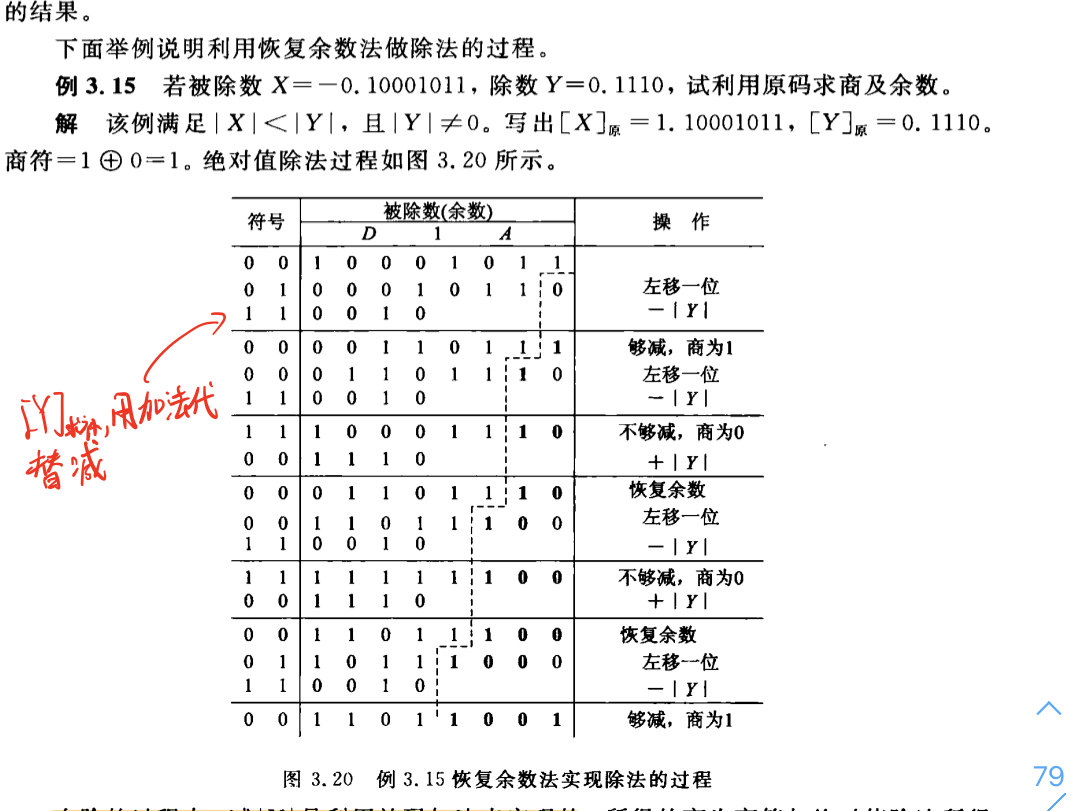 的结果。
下面举例说明利用恢复余数法做除法的过程。
例 3.15 若被除数 X=-0.10001011,除数 Y=0.1110,试利用原码求商及余数。
解 该例满足|X|<|Y|,且|Y|≠0。写出[X]原=1.10001011,[Y]原=0.1110。
商符=1⊕0=1。绝对值除法过程如图 3.20 所示。
符号 被除数(余数) 操 作
D 1 A
0 0 1 0 0 0 1 0 1 1
0 1 0 0 0 1 0 1 1 0 左移一位
1 1 0 0 1 0 -|Y|
0 0 0 0 1 1 0 1 1 1 够减,商为1
0 0 0 1 1 0 1 1 1 0 左移一位
1 1 0 0 1 0 -|Y|
1 1 1 0 0 0 1 1 1 0 不够减,商为0
0 0 1 1 1 0 +|Y|
0 0 0 1 1 0 1 1 1 0 恢复余数
0 0 1 1 0 1 1 1 0 0 左移一位
1 1 0 0 1 0 -|Y|
1 1 1 1 1 1 1 1 0 0 不够减,商为0
0 0 1 1 1 0 +|Y|
0 0 1 1 0 1 1 1 0 0 恢复余数
0 1 1 0 1 1 1 0 0 0 左移一位
1 1 0 0 1 0 -|Y|
0 0 1 1 0 1 1 0 0 1 够减,商为1
[Y]求补,用加法代
替减
图 3.20 例 3.15 恢复余数法实现除法的过程
79